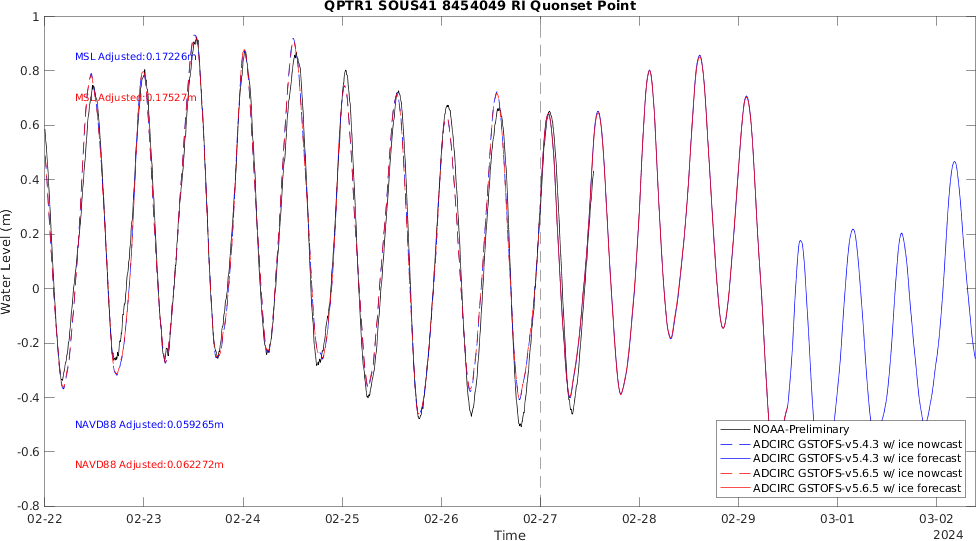 QPTR1 SOUS41 8454049 RI Quonset Point
1
0.8
0.6
0.4
0.2
0
-0.2
-0.4
-0.6
-0.8
Water Level (m)
MSL Adjusted:0.17226m
MSL Adjusted:0.17527m
NAVD88 Adjusted:0.059265m
NAVD88 Adjusted:0.062272m
NOAA-Preliminary
ADCIRC GSTOFS-v5.4.3 w/ ice nowcast
ADCIRC GSTOFS-v5.4.3 w/ ice forecast
ADCIRC GSTOFS-v5.6.5 w/ ice nowcast
ADCIRC GSTOFS-v5.6.5 w/ ice forecast
02-22 02-23 02-24 02-25 02-26 02-27 02-28 02-29 03-01 03-02
Time
2024